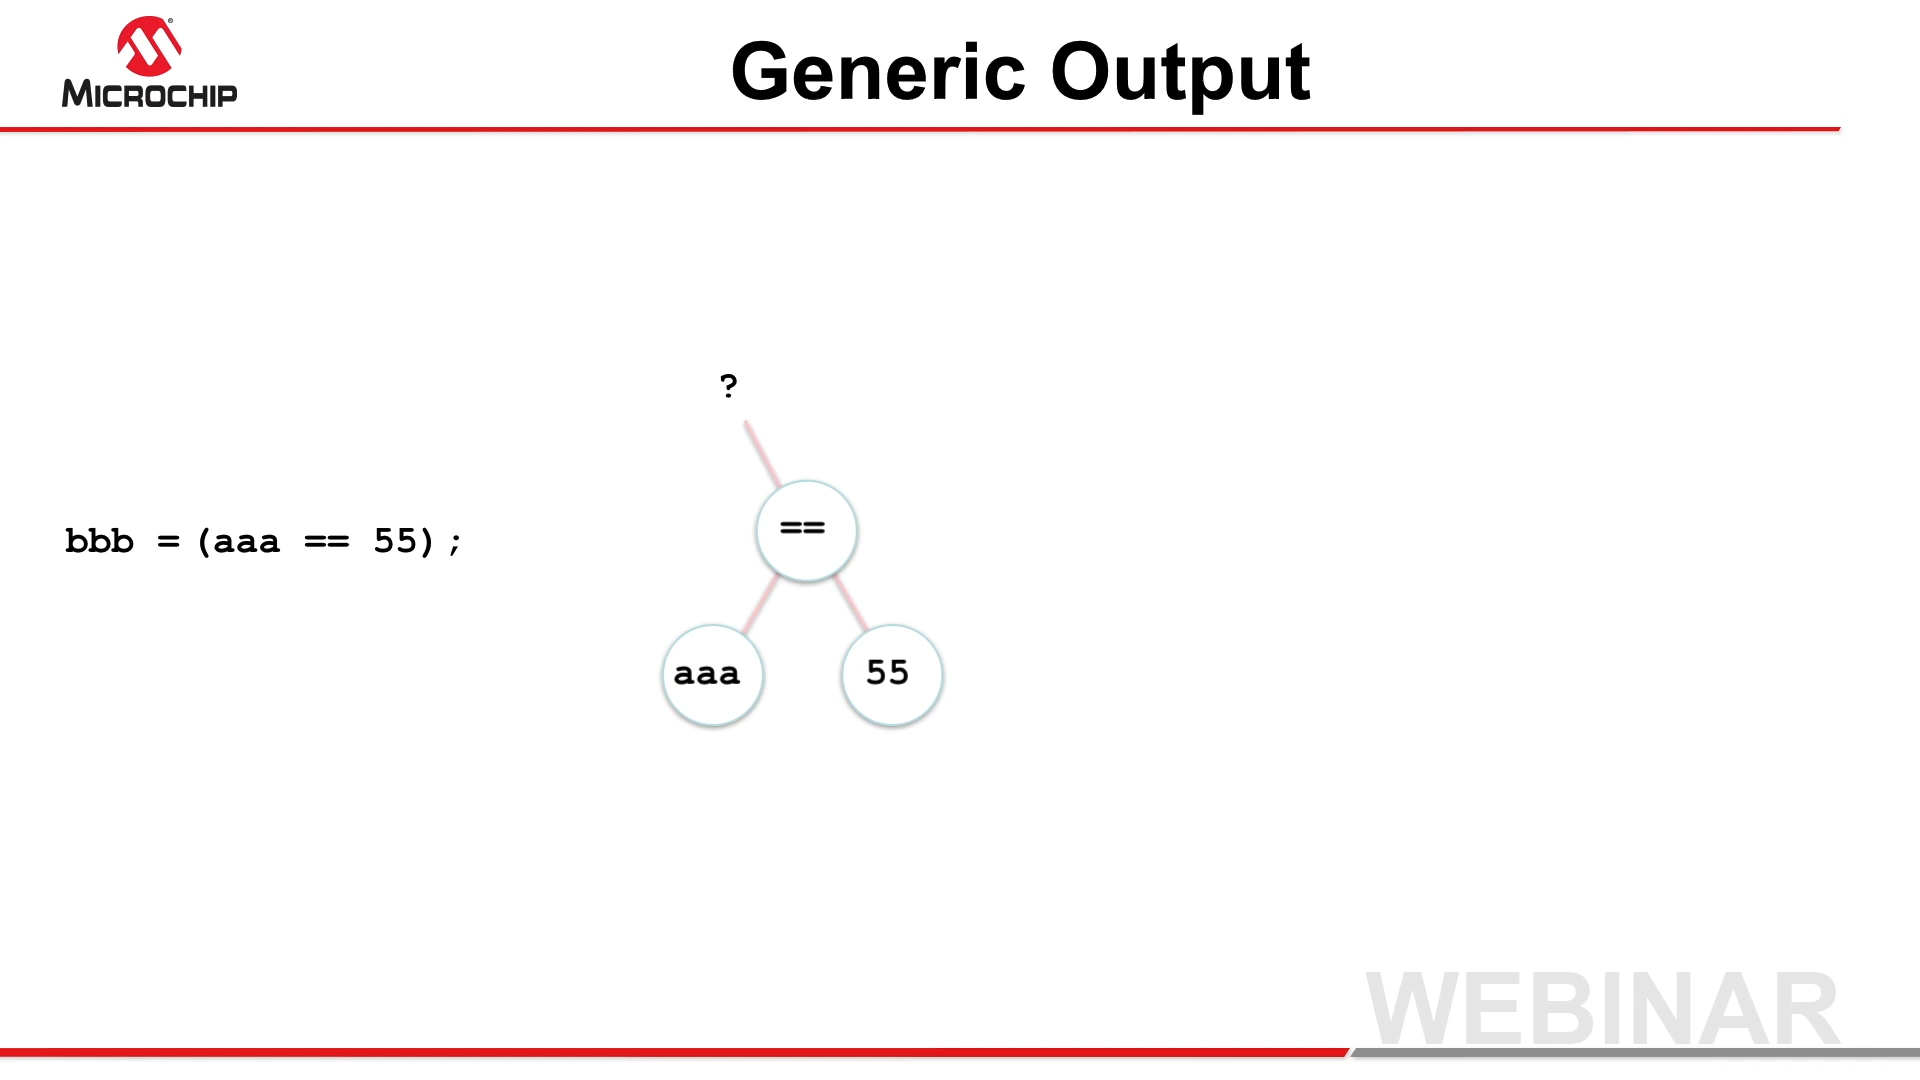 MICROCHIP
Generic Output
?
==
bbb = (aaa == 55);
aaa
55
WEBINAR